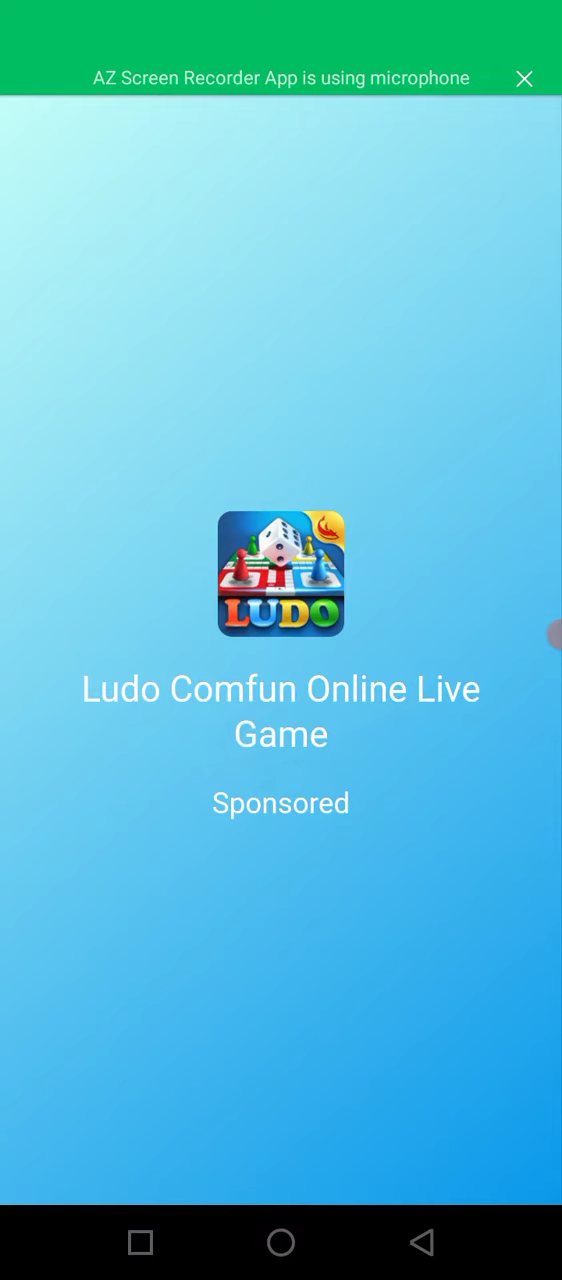 AZ Screen Recorder App is using microphone
LUDO
Ludo Comfun Online Live
Game
Sponsored